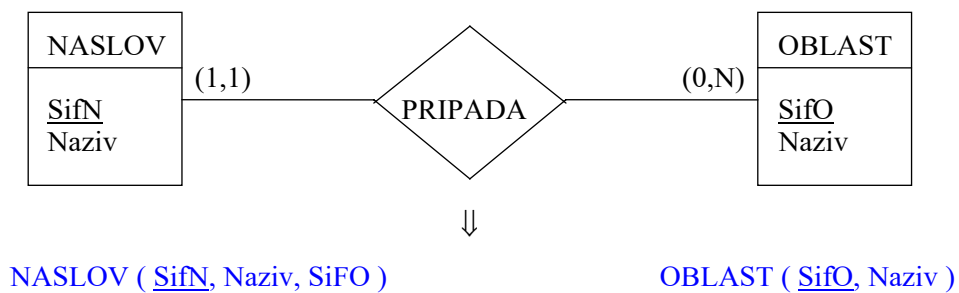 NASLOV
SifN
Naziv
(1,1)
PRIPADA
(0,N)
OBLAST
SifO
Naziv
⇓
NASLOV ( SifN, Naziv, SiFO )
OBLAST ( SifO, Naziv )